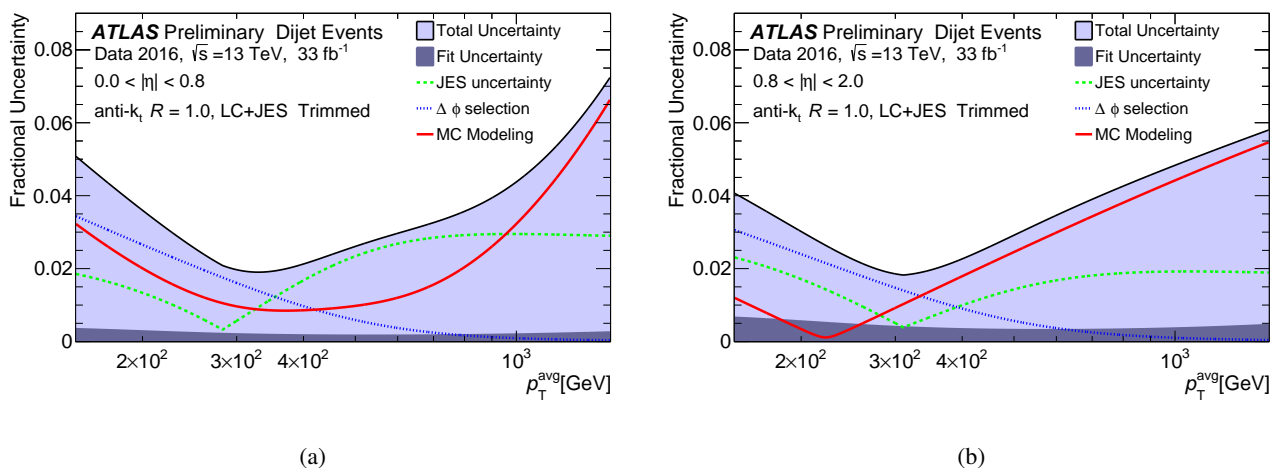 ATLAS Preliminary Dijet Events
Data 2016, √s =13 TeV, 33 fb⁻¹
0.0 < |η| < 0.8
anti-kₜ R = 1.0, LC+JES Trimmed
Total Uncertainty
Fit Uncertainty
JES uncertainty
Δ ϕ selection
MC Modeling
Fractional Uncertainty
0.08
0.06
0.04
0.02
0
2×10²
3×10²
4×10²
10³
p_T^avg[GeV]
(a)
ATLAS Preliminary Dijet Events
Data 2016, √s =13 TeV, 33 fb⁻¹
0.8 < |η| < 2.0
anti-kₜ R = 1.0, LC+JES Trimmed
Total Uncertainty
Fit Uncertainty
JES uncertainty
Δ ϕ selection
MC Modeling
Fractional Uncertainty
0.08
0.06
0.04
0.02
0
2×10²
3×10²
4×10²
10³
p_T^avg[GeV]
(b)